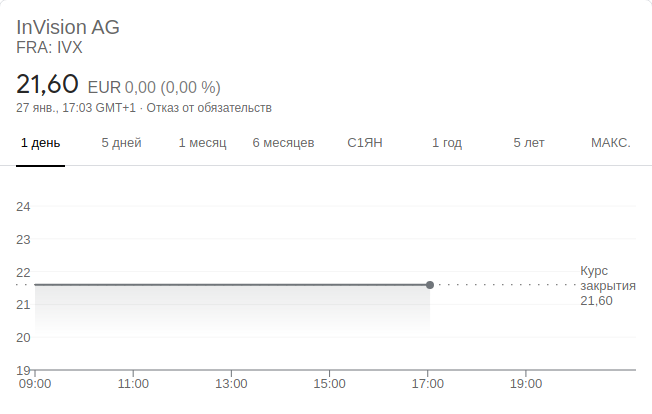 InVision AG
FRA: IVX
21,60 EUR 0,00 (0,00 %)
27 янв., 17:03 GMT+1 · Отказ от обязательств
1 день 5 дней 1 месяц 6 месяцев С1ЯН 1 год 5 лет МАКС.
24
23
22
21
20
19
Курс
закрытия
21,60
09:00 11:00 13:00 15:00 17:00 19:00